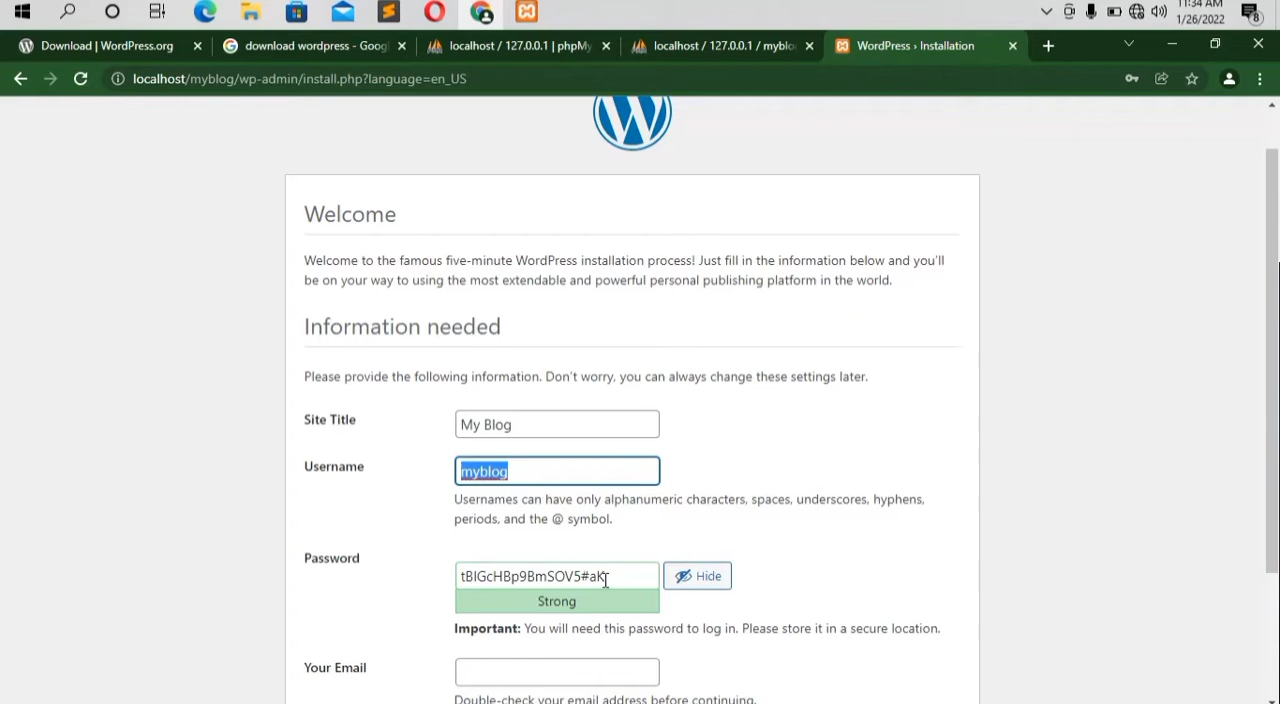 11:34 AM
1/26/2022
8
Download | WordPress.org
download wordpress - Googl
localhost / 127.0.0.1 | phpMy
localhost / 127.0.0.1 / myblo
WordPress › Installation
localhost/myblog/wp-admin/install.php?language=en_US
Welcome
Welcome to the famous five-minute WordPress installation process! Just fill in the information below and you'll
be on your way to using the most extendable and powerful personal publishing platform in the world.
Information needed
Please provide the following information. Don't worry, you can always change these settings later.
Site Title
My Blog
Username
myblog
Usernames can have only alphanumeric characters, spaces, underscores, hyphens,
periods, and the @ symbol.
Password
tBlGcHBp9BmSOV5#aK
Hide
Strong
Important: You will need this password to log in. Please store it in a secure location.
Your Email
Double-check your email address before continuing.